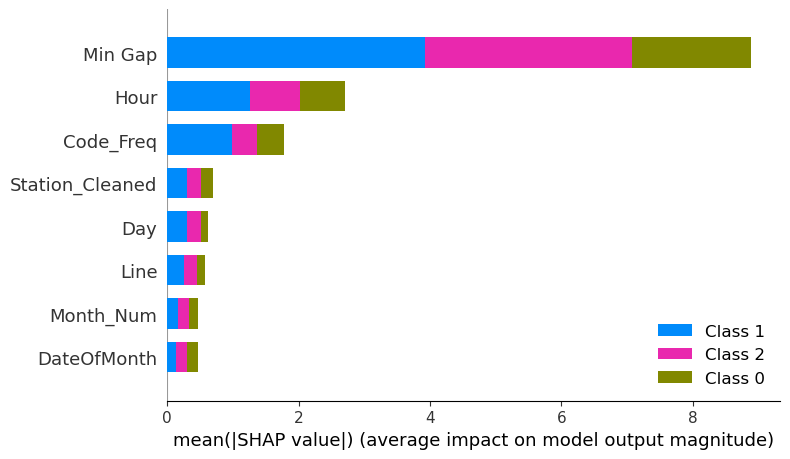 Min Gap
Hour
Code_Freq
Station_Cleaned
Day
Line
Month_Num
DateOfMonth
Class 1
Class 2
Class 0
0 2 4 6 8
mean(|SHAP value|) (average impact on model output magnitude)